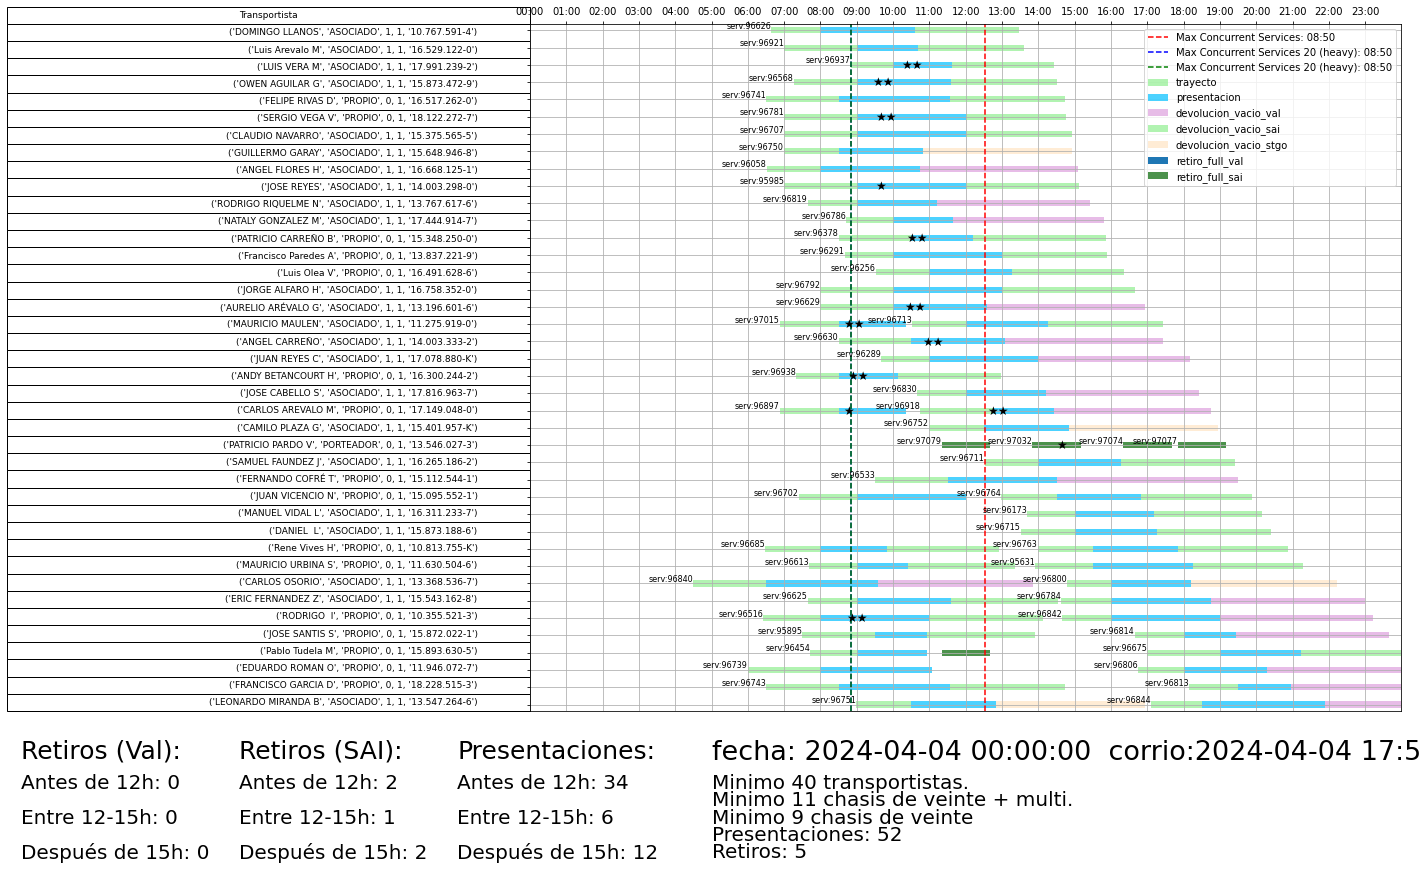 Transportista
00:00 01:00 02:00 03:00 04:00 05:00 06:00 07:00 08:00 09:00 10:00 11:00 12:00 13:00 14:00 15:00 16:00 17:00 18:00 19:00 20:00 21:00 22:00 23:00
('DOMINGO LLANOS', 'ASOCIADO', 1, 1, '10.767.591-4') serv:96626
('Luis Arevalo M', 'ASOCIADO', 1, 1, '16.529.122-0') serv:96921
('LUIS VERA M', 'ASOCIADO', 1, 1, '17.991.239-2') serv:96937
('OWEN AGUILAR G', 'ASOCIADO', 1, 1, '15.873.472-9') serv:96568
('FELIPE RIVAS D', 'PROPIO', 0, 1, '16.517.262-0') serv:96741
('SERGIO VEGA V', 'PROPIO', 0, 1, '18.122.272-7') serv:96781
('CLAUDIO NAVARRO', 'ASOCIADO', 1, 1, '15.375.565-5') serv:96707
('GUILLERMO GARAY', 'ASOCIADO', 1, 1, '15.648.946-8') serv:96750
('ANGEL FLORES H', 'ASOCIADO', 1, 1, '16.668.125-1') serv:96058
('JOSE REYES', 'ASOCIADO', 1, 1, '14.003.298-0') serv:95985
('RODRIGO RIQUELME N', 'ASOCIADO', 1, 1, '13.767.617-6') serv:96819
('NATALY GONZALEZ M', 'ASOCIADO', 1, 1, '17.444.914-7') serv:96786
('PATRICIO CARREÑO B', 'PROPIO', 0, 1, '15.348.250-0') serv:96378
('Francisco Paredes A', 'PROPIO', 0, 1, '13.837.221-9') serv:96291
('Luis Olea V', 'PROPIO', 0, 1, '16.491.628-6') serv:96256
('JORGE ALFARO H', 'ASOCIADO', 1, 1, '16.758.352-0') serv:96792
('AURELIO ARÉVALO G', 'ASOCIADO', 1, 1, '13.196.601-6') serv:96629
('MAURICIO MAULEN', 'ASOCIADO', 1, 1, '11.275.919-0') serv:97015 serv:96713
('ANGEL CARREÑO', 'ASOCIADO', 1, 1, '14.003.333-2') serv:96630
('JUAN REYES C', 'ASOCIADO', 1, 1, '17.078.880-K') serv:96289
('ANDY BETANCOURT H', 'PROPIO', 0, 1, '16.300.244-2') serv:96938
('JOSE CABELLO S', 'ASOCIADO', 1, 1, '17.816.963-7') serv:96830
('CARLOS AREVALO M', 'PROPIO', 0, 1, '17.149.048-0') serv:96897 serv:96918
('CAMILO PLAZA G', 'ASOCIADO', 1, 1, '15.401.957-K') serv:96752
('PATRICIO PARDO V', 'PORTEADOR', 0, 1, '13.546.027-3') serv:97079 serv:97032 serv:97074 serv:97077
('SAMUEL FAUNDEZ J', 'ASOCIADO', 1, 1, '16.265.186-2') serv:96711
('FERNANDO COFRÉ T', 'ASOCIADO', 1, 1, '15.112.544-1') serv:96533
('JUAN VICENCIO N', 'PROPIO', 0, 1, '15.095.552-1') serv:96702 serv:96764
('MANUEL VIDAL L', 'ASOCIADO', 1, 1, '16.311.233-7') serv:96173
('DANIEL  L', 'ASOCIADO', 1, 1, '15.873.188-6') serv:96715
('Rene Vives H', 'PROPIO', 0, 1, '10.813.755-K') serv:96685 serv:96763
('MAURICIO URBINA S', 'PROPIO', 0, 1, '11.630.504-6') serv:96613 serv:95631
('CARLOS OSORIO', 'ASOCIADO', 1, 1, '13.368.536-7') serv:96840 serv:96800
('ERIC FERNANDEZ Z', 'ASOCIADO', 1, 1, '15.543.162-8') serv:96625 serv:96784
('RODRIGO  I', 'PROPIO', 0, 1, '10.355.521-3') serv:96516 serv:96842
('JOSE SANTIS S', 'PROPIO', 0, 1, '15.872.022-1') serv:95895 serv:96814
('Pablo Tudela M', 'PROPIO', 0, 1, '15.893.630-5') serv:96454 serv:96675
('EDUARDO ROMAN O', 'PROPIO', 0, 1, '11.946.072-7') serv:96739 serv:96806
('FRANCISCO GARCIA D', 'PROPIO', 0, 1, '18.228.515-3') serv:96743 serv:96813
('LEONARDO MIRANDA B', 'PROPIO', 0, 1, '13.547.264-6') serv:96751 serv:96844
Max Concurrent Services: 08:50
Max Concurrent Services 20 (heavy): 08:50
Max Concurrent Services 20 (heavy): 08:50
trayecto
presentacion
devolucion_vacio_val
devolucion_vacio_sai
devolucion_vacio_stgo
retiro_full_val
retiro_full_sai
Retiros (Val):
Antes de 12h: 0
Entre 12-15h: 0
Después de 15h: 0
Retiros (SAI):
Antes de 12h: 2
Entre 12-15h: 1
Después de 15h: 2
Presentaciones:
Antes de 12h: 34
Entre 12-15h: 6
Después de 15h: 12
fecha: 2024-04-04 00:00:00  corrio:2024-04-04 17:5
Minimo 40 transportistas.
Minimo 11 chasis de veinte + multi.
Minimo 9 chasis de veinte
Presentaciones: 52
Retiros: 5